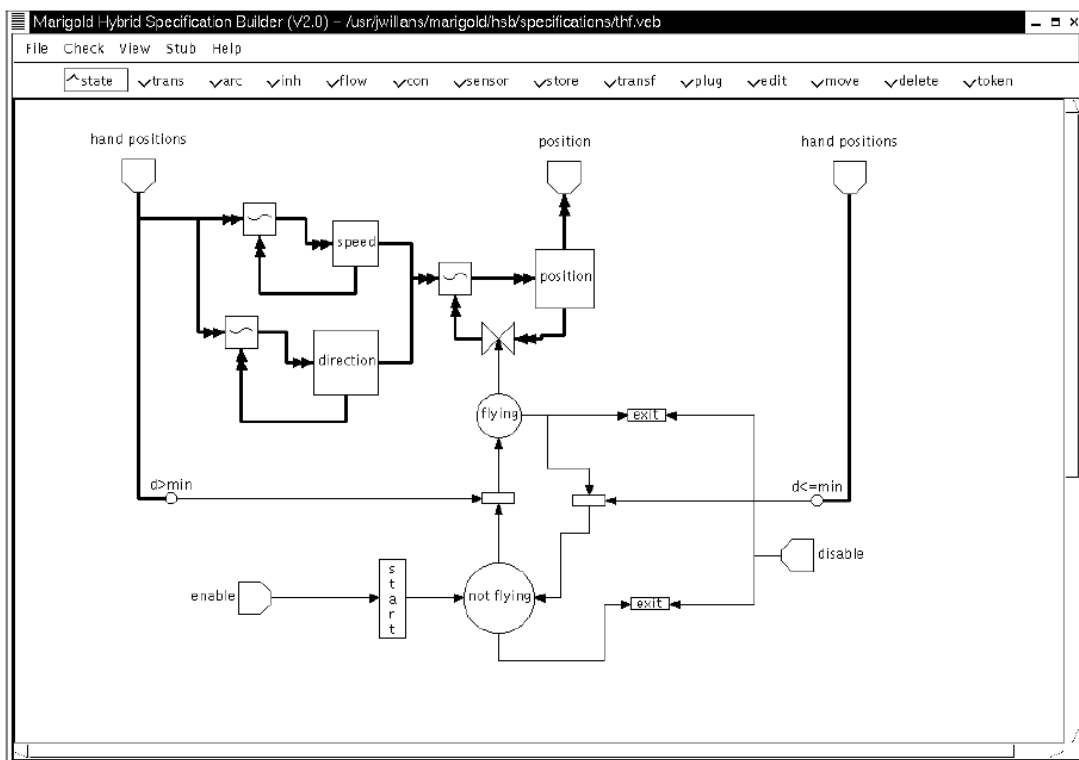 Marigold Hybrid Specification Builder (V2.0) – /usr/jwillans/marigold/hsb/specifications/thf.veb
File Check View Stub Help
state trans arc inh flow con sensor store transf plug edit move delete token
hand positions
position
hand positions
speed
position
direction
flying
exit
d>min
d<=min
disable
enable
start
not flying
exit